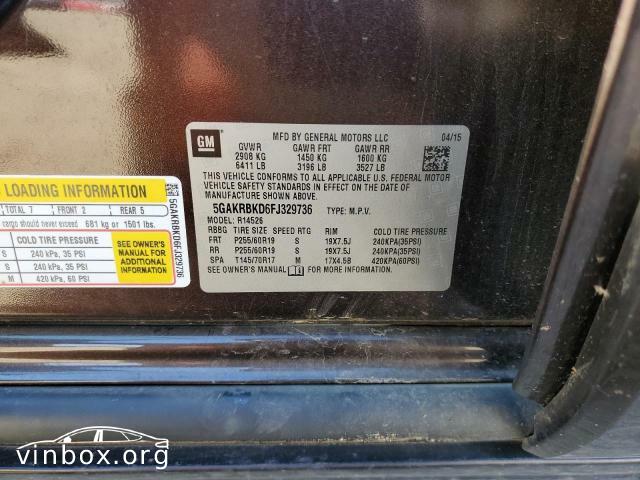 GM
MFD BY GENERAL MOTORS LLC 04/15
GVWR GAWR FRT GAWR RR
2908 KG 1450 KG 1600 KG
6411 LB 3196 LB 3527 LB
THIS VEHICLE CONFORMS TO ALL APPLICABLE U.S. FEDERAL MOTOR
VEHICLE SAFETY STANDARDS IN EFFECT ON THE DATE OF
MANUFACTURE SHOWN ABOVE.
5GAKRBKD6FJ329736 TYPE: M.P.V.
MODEL: R14526
RBBG TIRE SIZE SPEED RTG RIM COLD TIRE PRESSURE
FRT P255/60R19 S 19X7.5J 240KPA(35PSI)
RR P255/60R19 S 19X7.5J 240KPA(35PSI)
SPA T145/70R17 M 17X4.5B 420KPA(60PSI)
SEE OWNER'S MANUAL FOR MORE INFORMATION.
LOADING INFORMATION
TOTAL 7 FRONT 2 REAR 5
cargo should never exceed 681 kg or 1501 lbs.
COLD TIRE PRESSURE
S 240 kPa, 35 PSI
S 240 kPa, 35 PSI
M 420 kPa, 60 PSI
SEE OWNER'S
MANUAL FOR
ADDITIONAL
INFORMATION
5GAKRBKD6FJ329736
vinbox.org